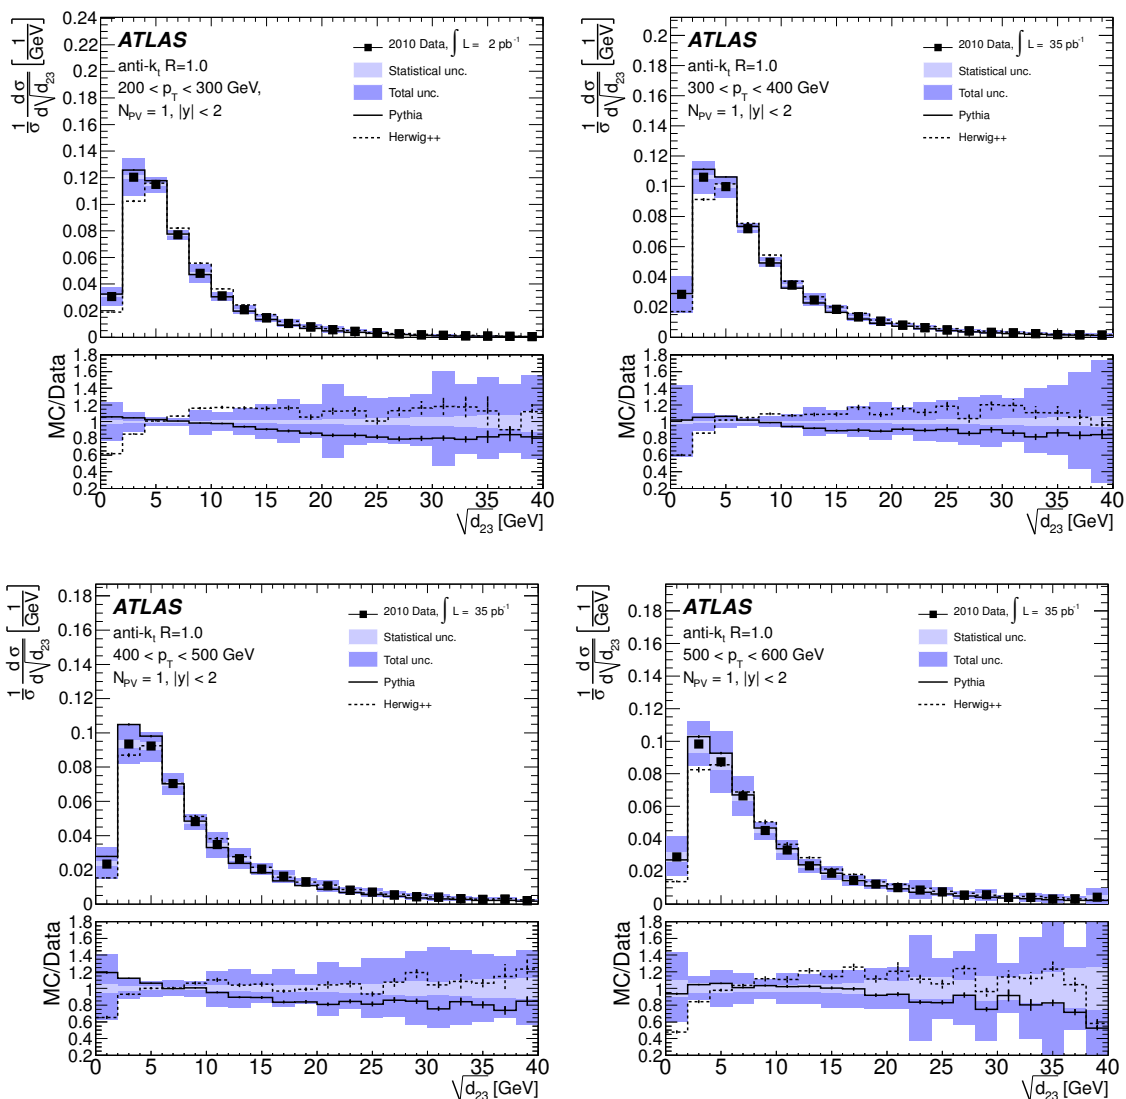 ATLAS
2010 Data, ∫ L = 2 pb⁻¹
anti-kₜ R=1.0
Statistical unc.
200 < p_T < 300 GeV,
Total unc.
N_PV = 1, |y| < 2
Pythia
Herwig++
1/σ dσ/d√d₂₃ [1/GeV]
0.24
0.22
0.2
0.18
0.16
0.14
0.12
0.1
0.08
0.06
0.04
0.02
0
MC/Data
1.8
1.6
1.4
1.2
1
0.8
0.6
0.4
0.2
0 5 10 15 20 25 30 35 40
√d₂₃ [GeV]
ATLAS
2010 Data, ∫ L = 35 pb⁻¹
anti-kₜ R=1.0
Statistical unc.
300 < p_T < 400 GeV
Total unc.
N_PV = 1, |y| < 2
Pythia
Herwig++
1/σ dσ/d√d₂₃ [1/GeV]
0.2
0.18
0.16
0.14
0.12
0.1
0.08
0.06
0.04
0.02
0
MC/Data
1.8
1.6
1.4
1.2
1
0.8
0.6
0.4
0.2
0 5 10 15 20 25 30 35 40
√d₂₃ [GeV]
ATLAS
2010 Data, ∫ L = 35 pb⁻¹
anti-kₜ R=1.0
Statistical unc.
400 < p_T < 500 GeV
Total unc.
N_PV = 1, |y| < 2
Pythia
Herwig++
1/σ dσ/d√d₂₃ [1/GeV]
0.18
0.16
0.14
0.12
0.1
0.08
0.06
0.04
0.02
0
MC/Data
1.8
1.6
1.4
1.2
1
0.8
0.6
0.4
0.2
0 5 10 15 20 25 30 35 40
√d₂₃ [GeV]
ATLAS
2010 Data, ∫ L = 35 pb⁻¹
anti-kₜ R=1.0
Statistical unc.
500 < p_T < 600 GeV
Total unc.
N_PV = 1, |y| < 2
Pythia
Herwig++
1/σ dσ/d√d₂₃ [1/GeV]
0.18
0.16
0.14
0.12
0.1
0.08
0.06
0.04
0.02
0
MC/Data
1.8
1.6
1.4
1.2
1
0.8
0.6
0.4
0.2
0 5 10 15 20 25 30 35 40
√d₂₃ [GeV]